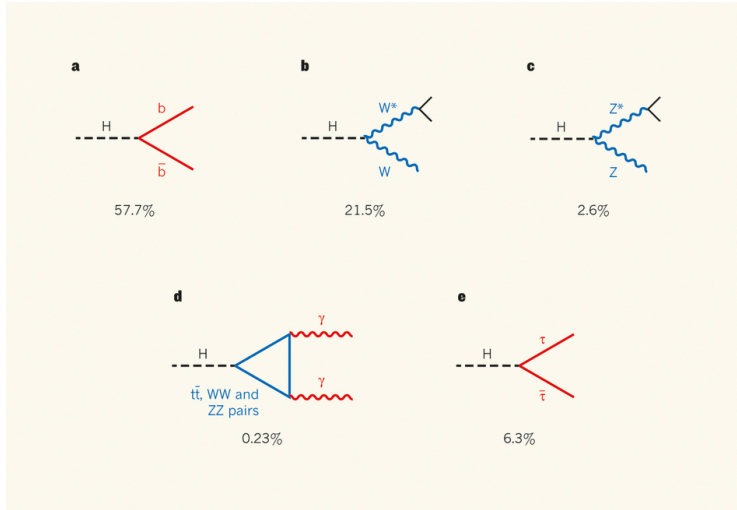 a
H
b
b̄
57.7%
b
H
W*
W
21.5%
c
H
Z*
Z
2.6%
d
H
γ
γ
tt̄, WW and
ZZ pairs
0.23%
e
H
τ
τ̄
6.3%